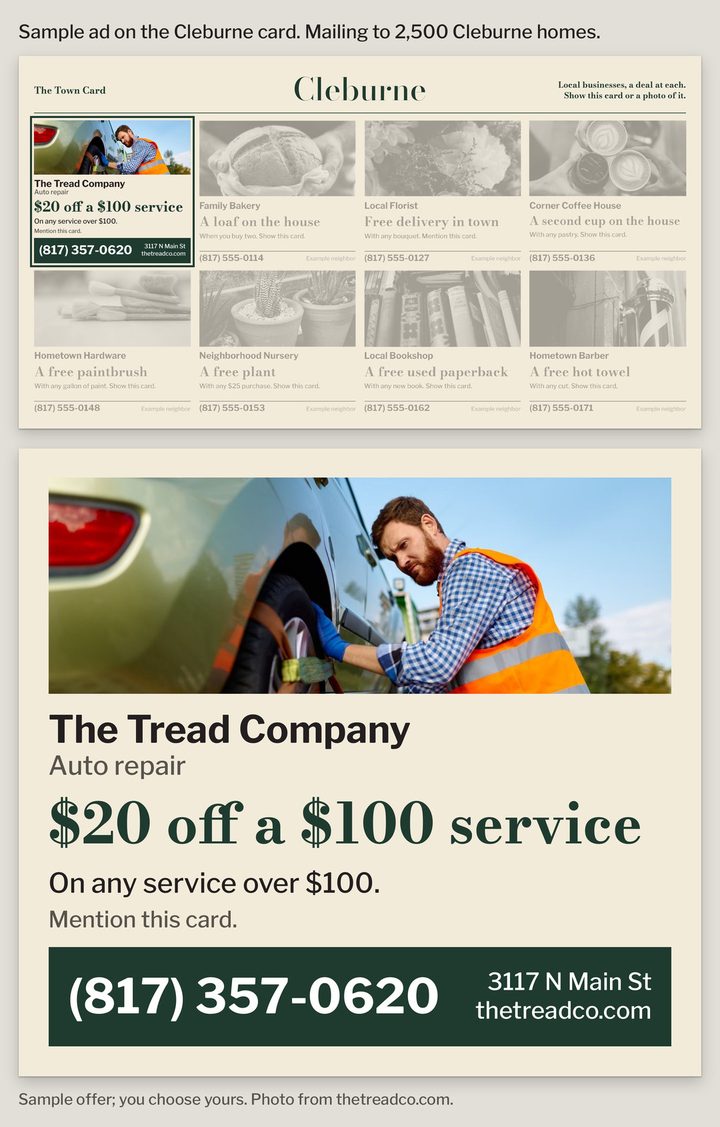 Sample ad on the Cleburne card. Mailing to 2,500 Cleburne homes.
The Town Card
Cleburne
Local businesses, a deal at each.
Show this card or a photo of it.
The Tread Company
Auto repair
$20 off a $100 service
On any service over $100.
Mention this card.
(817) 357-0620
3117 N Main St
thetreadco.com
Family Bakery
A loaf on the house
When you buy two. Show this card.
(817) 555-0114
Example neighbor
Local Florist
Free delivery in town
With any bouquet. Mention this card.
(817) 555-0127
Example neighbor
Corner Coffee House
A second cup on the house
With any pastry. Show this card.
(817) 555-0136
Example neighbor
Hometown Hardware
A free paintbrush
With any gallon of paint. Show this card.
(817) 555-0148
Example neighbor
Neighborhood Nursery
A free plant
With any $25 purchase. Show this card.
(817) 555-0153
Example neighbor
Local Bookshop
A free used paperback
With any new book. Show this card.
(817) 555-0162
Example neighbor
Hometown Barber
A free hot towel
With any cut. Show this card.
(817) 555-0171
Example neighbor
The Tread Company
Auto repair
$20 off a $100 service
On any service over $100.
Mention this card.
(817) 357-0620
3117 N Main St
thetreadco.com
Sample offer; you choose yours. Photo from thetreadco.com.